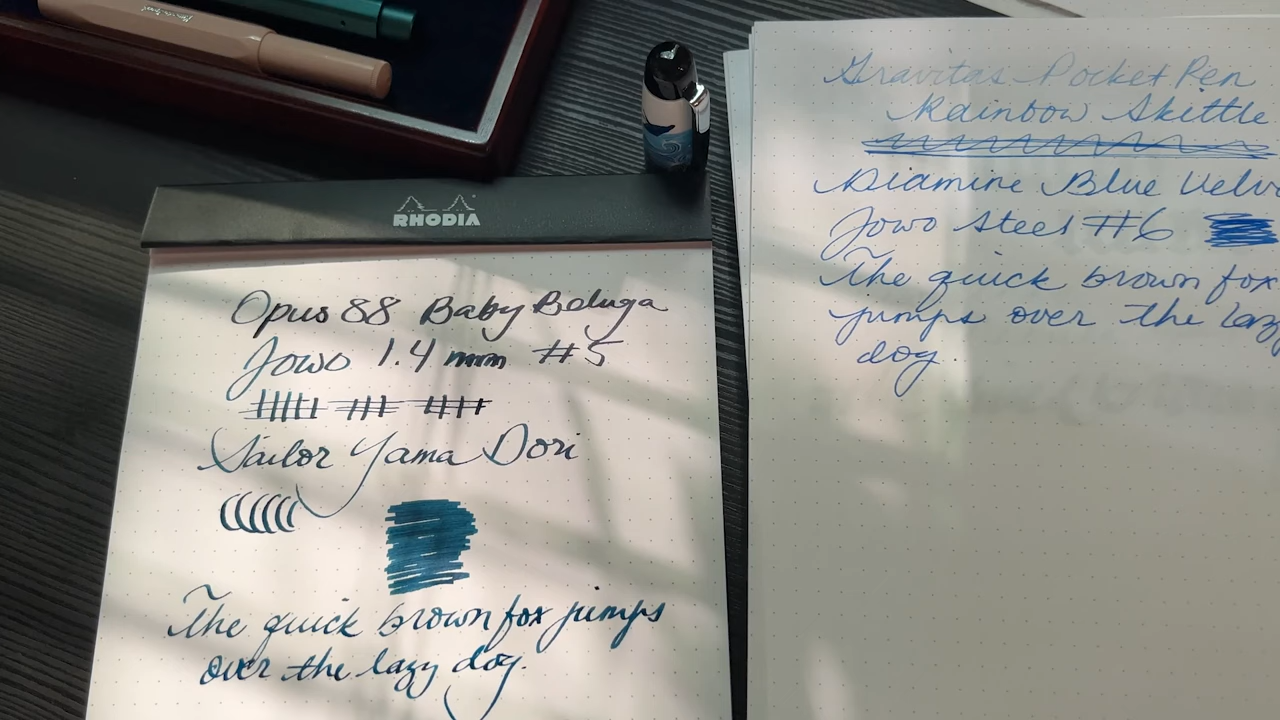 RHODIA
Opus 88 Baby Beluga
Jowo 1.4 mm #5
Sailor Yama Dori
The quick brown fox jumps
over the lazy dog.
Gravitas Pocket Pen
Rainbow Skittle
Diamine Blue Velv
Jowo Steel #6
The quick brown fox
jumps over the lazy
dog.